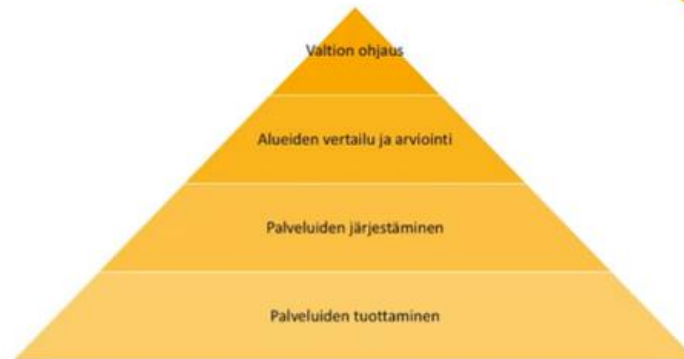 Valtion ohjaus
Alueiden vertailu ja arviointi
Palveluiden järjestäminen
Palveluiden tuottaminen